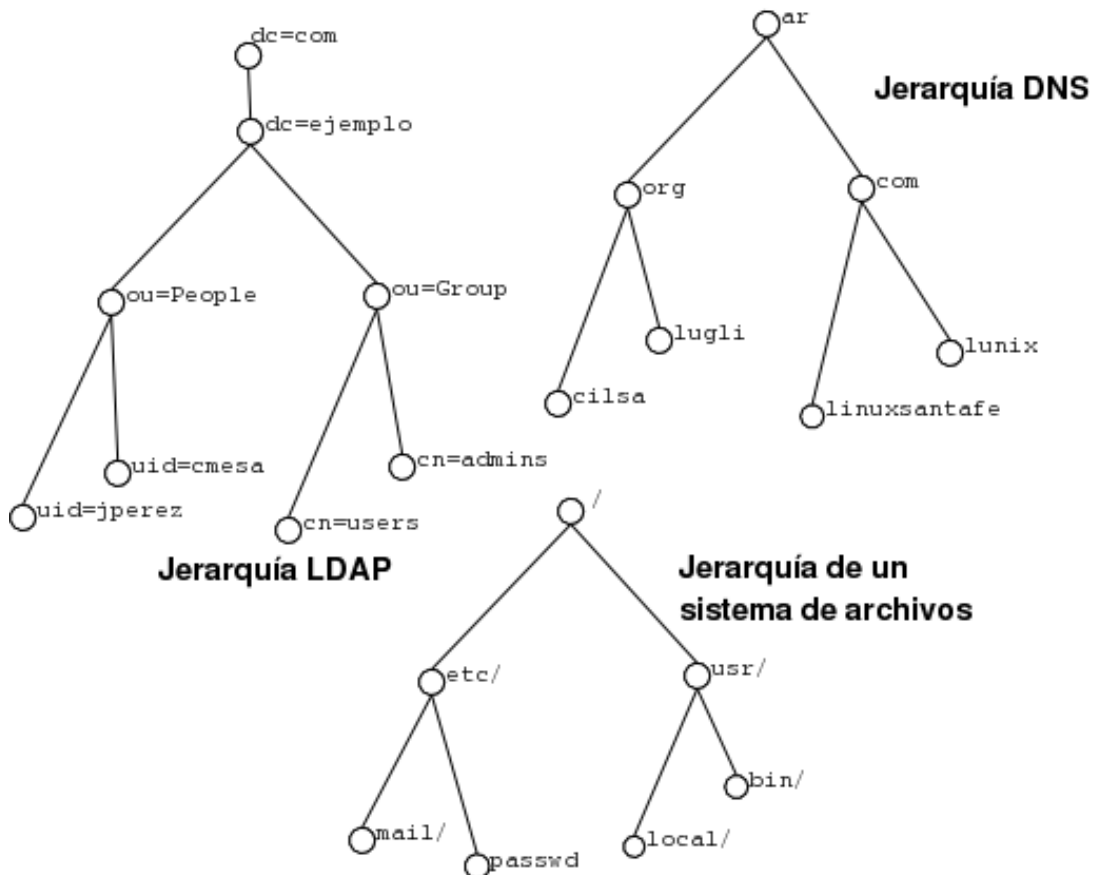 dc=com
dc=ejemplo
ou=People
ou=Group
uid=cmesa
uid=jperez
cn=admins
cn=users
Jerarquía LDAP
ar
Jerarquía DNS
org
com
lugli
lunix
cilsa
linuxsantafe
/
Jerarquía de un
sistema de archivos
etc/
usr/
bin/
mail/
local/
passwd